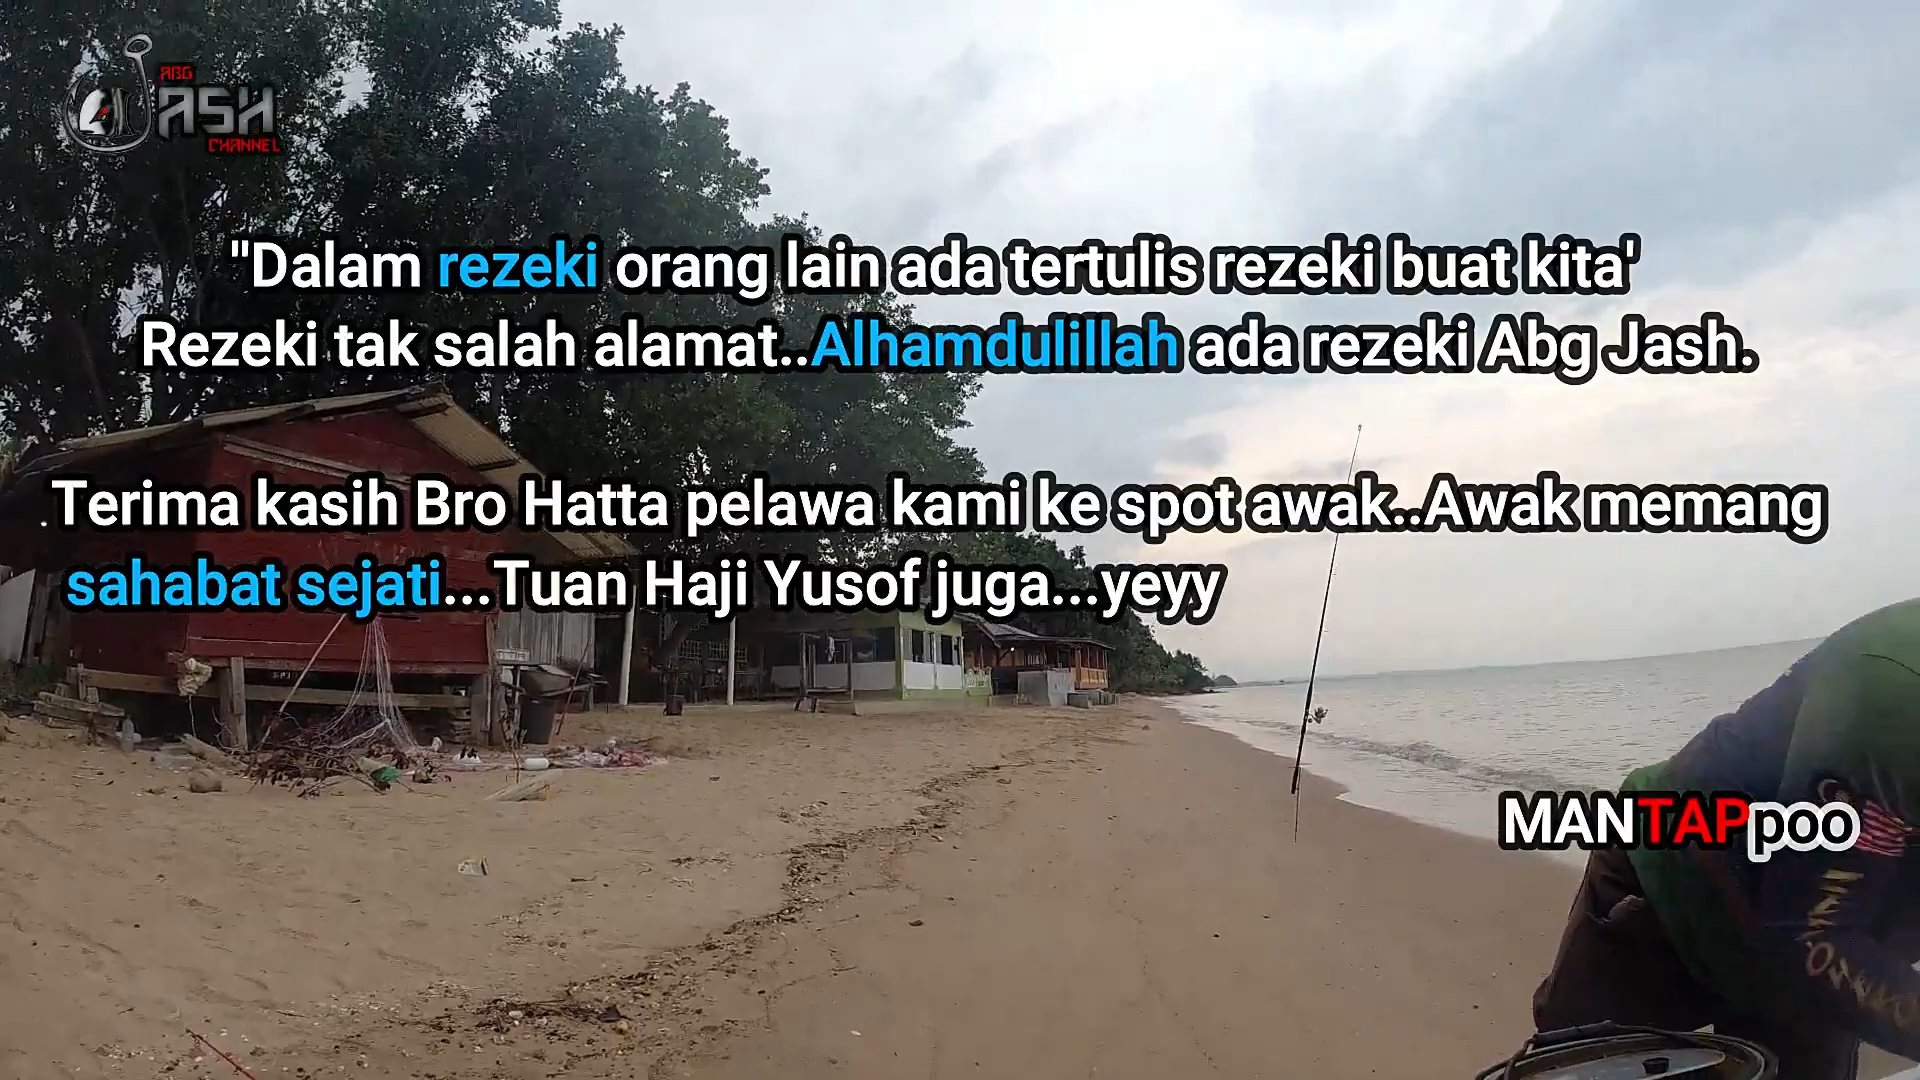 ABG
JASH
CHANNEL
"Dalam rezeki orang lain ada tertulis rezeki buat kita'
Rezeki tak salah alamat..Alhamdulillah ada rezeki Abg Jash.
.Terima kasih Bro Hatta pelawa kami ke spot awak..Awak memang
sahabat sejati...Tuan Haji Yusof juga...yeyy
MANTAPpoo